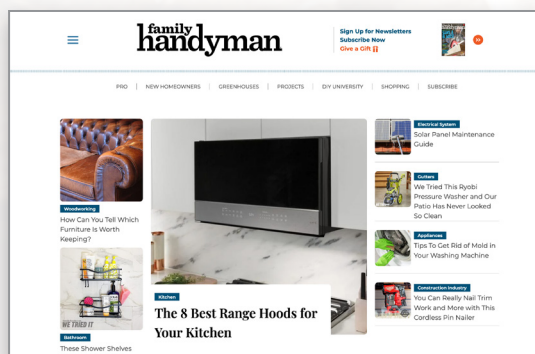 family
handyman
Sign Up for Newsletters
Subscribe Now
Give a Gift
PRO
NEW HOMEOWNERS
GREENHOUSES
PROJECTS
DIY UNIVERSITY
SHOPPING
SUBSCRIBE
Woodworking
How Can You Tell Which
Furniture Is Worth
Keeping?
WE TRIED IT
Bathroom
These Shower Shelves
Kitchen
The 8 Best Range Hoods for
Your Kitchen
Electrical System
Solar Panel Maintenance
Guide
Gutters
We Tried This Ryobi
Pressure Washer and Our
Patio Has Never Looked
So Clean
Appliances
Tips To Get Rid of Mold in
Your Washing Machine
Construction Industry
You Can Really Nail Trim
Work and More with This
Cordless Pin Nailer